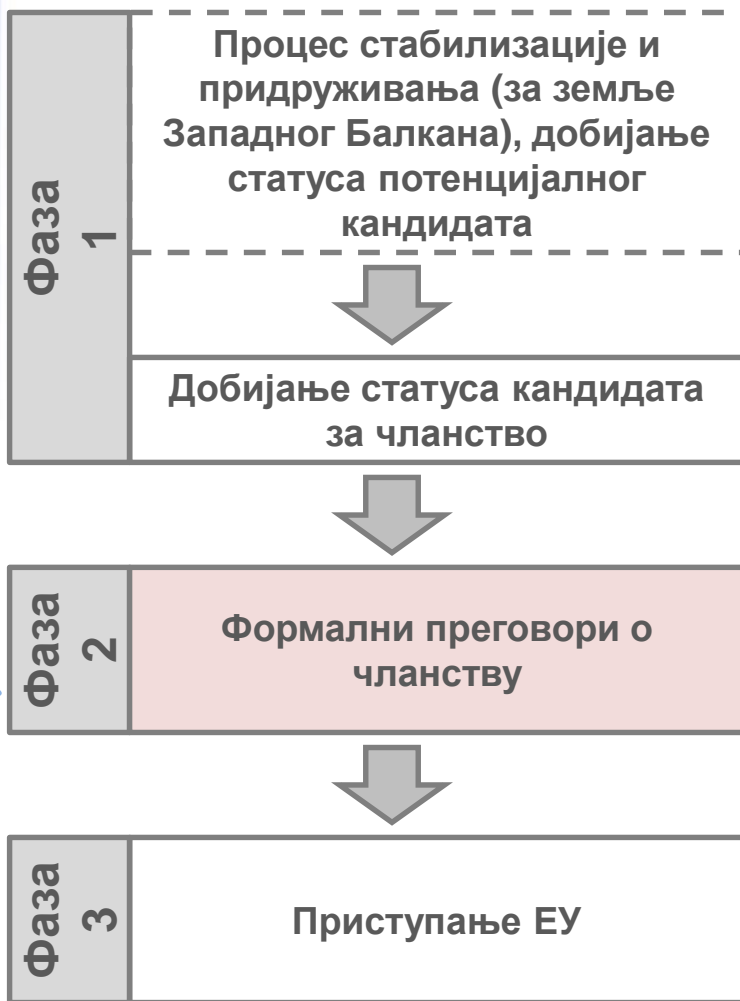 Фаза
1
Процес стабилизације и
придруживања (за земље
Западног Балкана), добијање
статуса потенцијалног
кандидата
Добијање статуса кандидата
за чланство
Фаза
2
Формални преговори о
чланству
Фаза
3
Приступање ЕУ